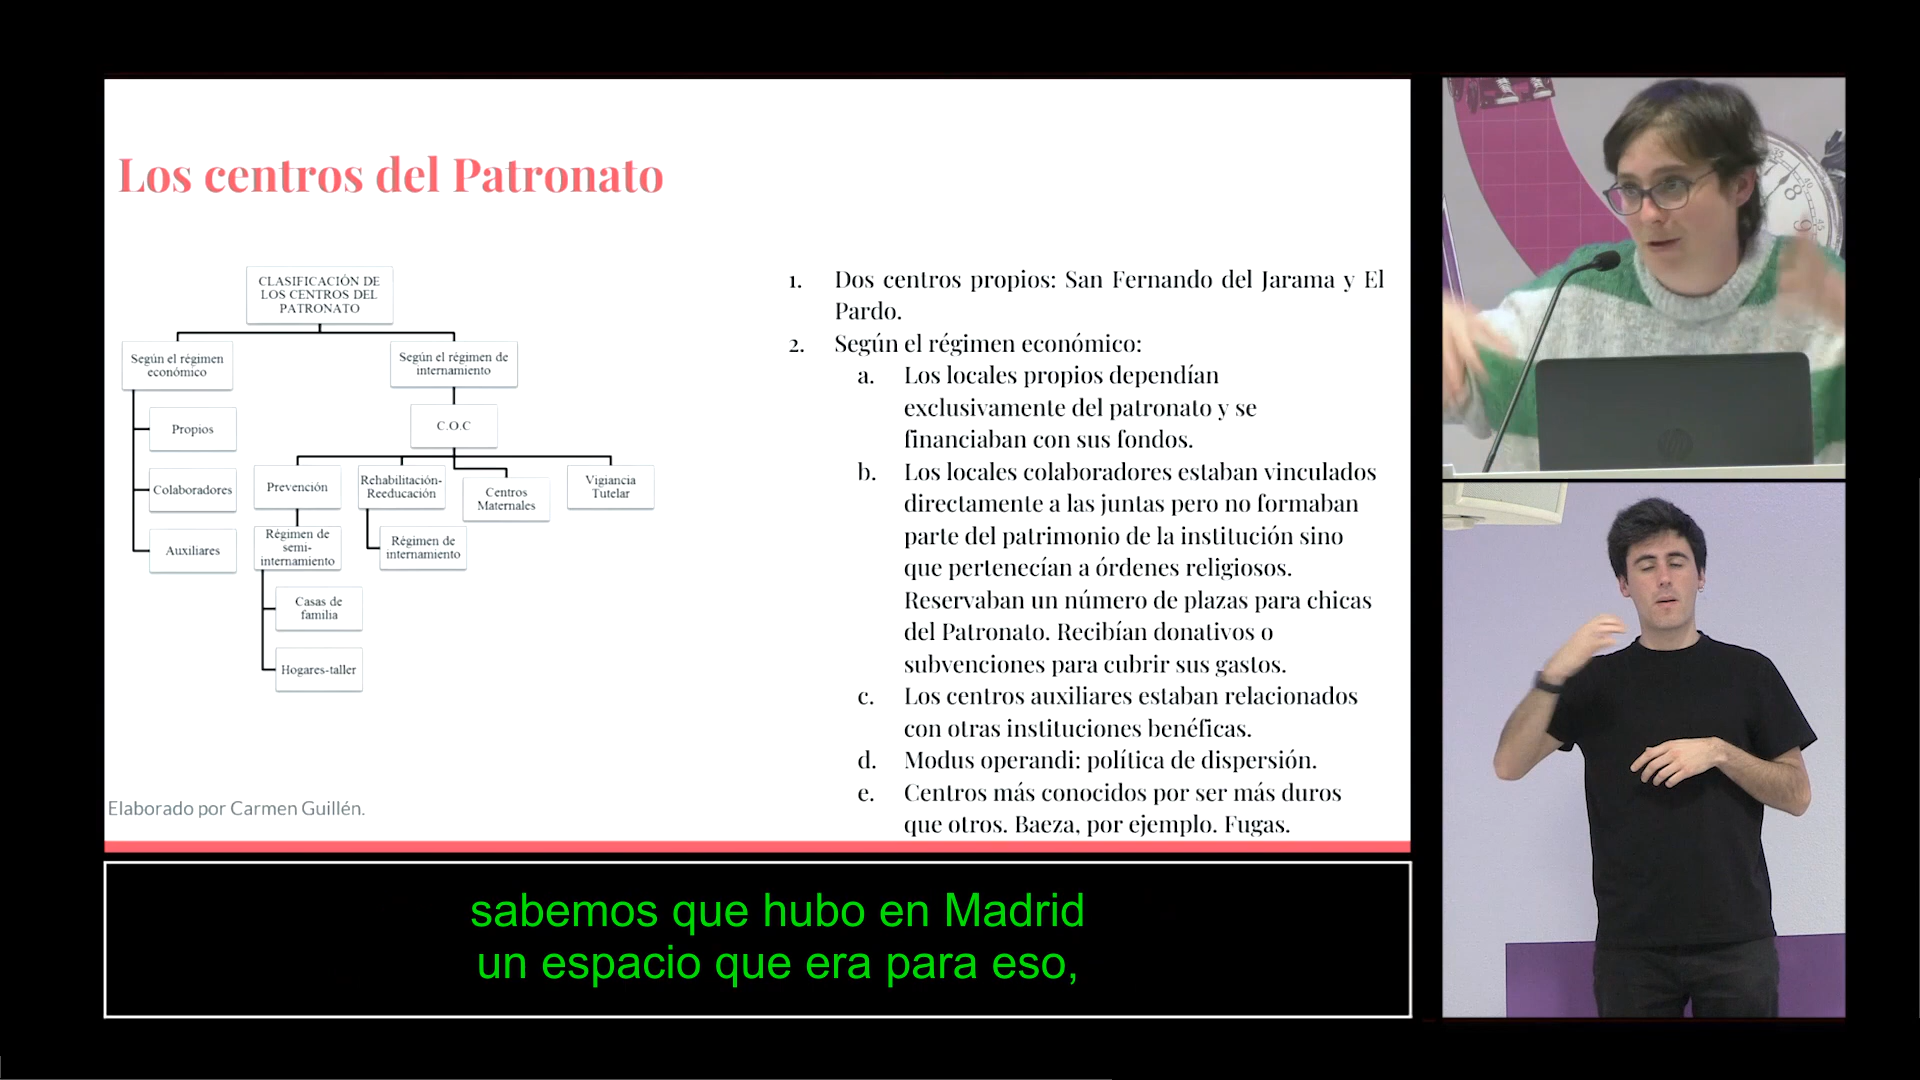 Los centros del Patronato
CLASIFICACIÓN DE
LOS CENTROS DEL
PATRONATO
Según el régimen
económico
Según el régimen de
internamiento
Propios
C.O.C
Colaboradores
Prevención
Rehabilitación-
Reeducación
Centros
Maternales
Vigiancia
Tutelar
Auxiliares
Régimen de
semi-
internamiento
Régimen de
internamiento
Casas de
familia
Hogares-taller
Elaborado por Carmen Guillén.
1. Dos centros propios: San Fernando del Jarama y El
Pardo.
2. Según el régimen económico:
a. Los locales propios dependían
exclusivamente del patronato y se
financiaban con sus fondos.
b. Los locales colaboradores estaban vinculados
directamente a las juntas pero no formaban
parte del patrimonio de la institución sino
que pertenecían a órdenes religiosos.
Reservaban un número de plazas para chicas
del Patronato. Recibían donativos o
subvenciones para cubrir sus gastos.
c. Los centros auxiliares estaban relacionados
con otras instituciones benéficas.
d. Modus operandi: política de dispersión.
e. Centros más conocidos por ser más duros
que otros. Baeza, por ejemplo. Fugas.
sabemos que hubo en Madrid
un espacio que era para eso,